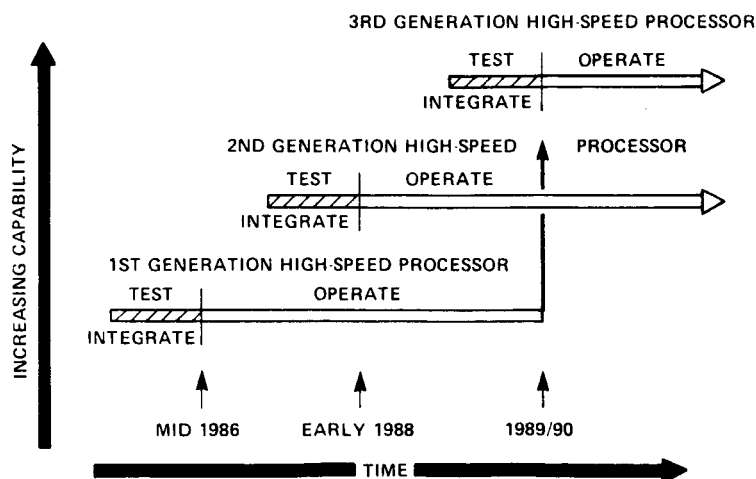 3RD GENERATION HIGH-SPEED PROCESSOR
TEST OPERATE
INTEGRATE
2ND GENERATION HIGH-SPEED PROCESSOR
TEST OPERATE
INTEGRATE
1ST GENERATION HIGH-SPEED PROCESSOR
TEST OPERATE
INTEGRATE
INCREASING CAPABILITY
MID 1986 EARLY 1988 1989/90
TIME